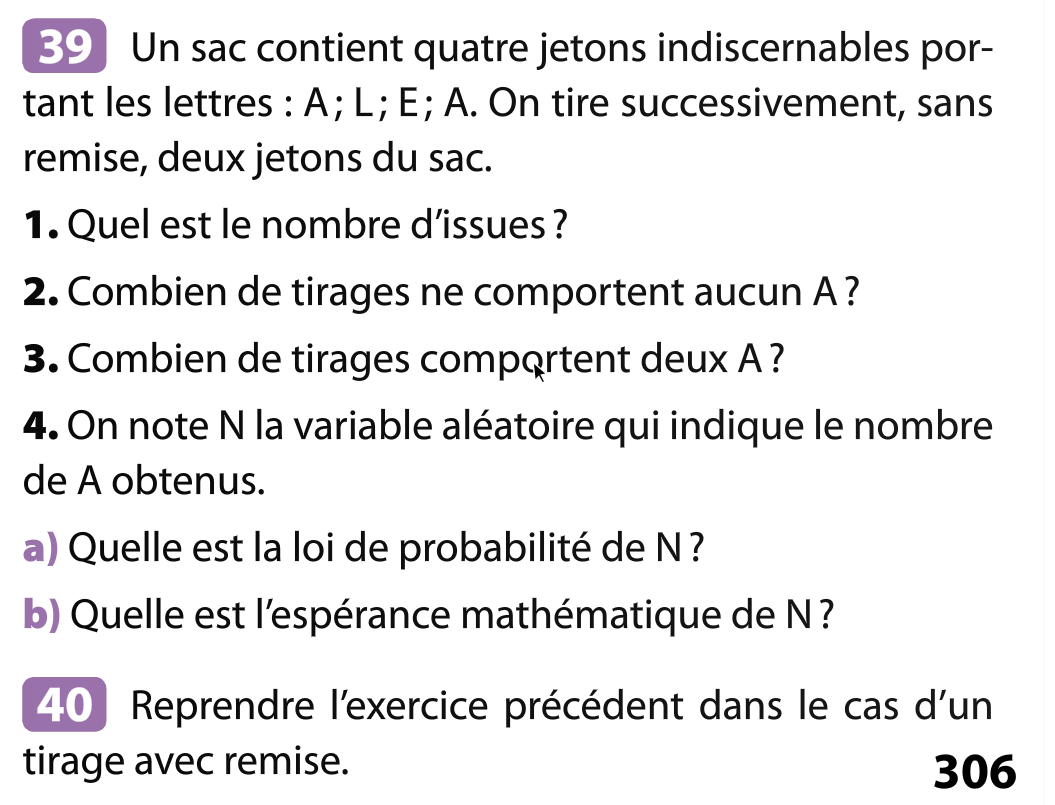 39 Un sac contient quatre jetons indiscernables por-
tant les lettres : A ; L ; E ; A. On tire successivement, sans
remise, deux jetons du sac.
1. Quel est le nombre d’issues ?
2. Combien de tirages ne comportent aucun A ?
3. Combien de tirages comportent deux A ?
4. On note N la variable aléatoire qui indique le nombre
de A obtenus.
a) Quelle est la loi de probabilité de N ?
b) Quelle est l’espérance mathématique de N ?
40 Reprendre l’exercice précédent dans le cas d’un
tirage avec remise.
306